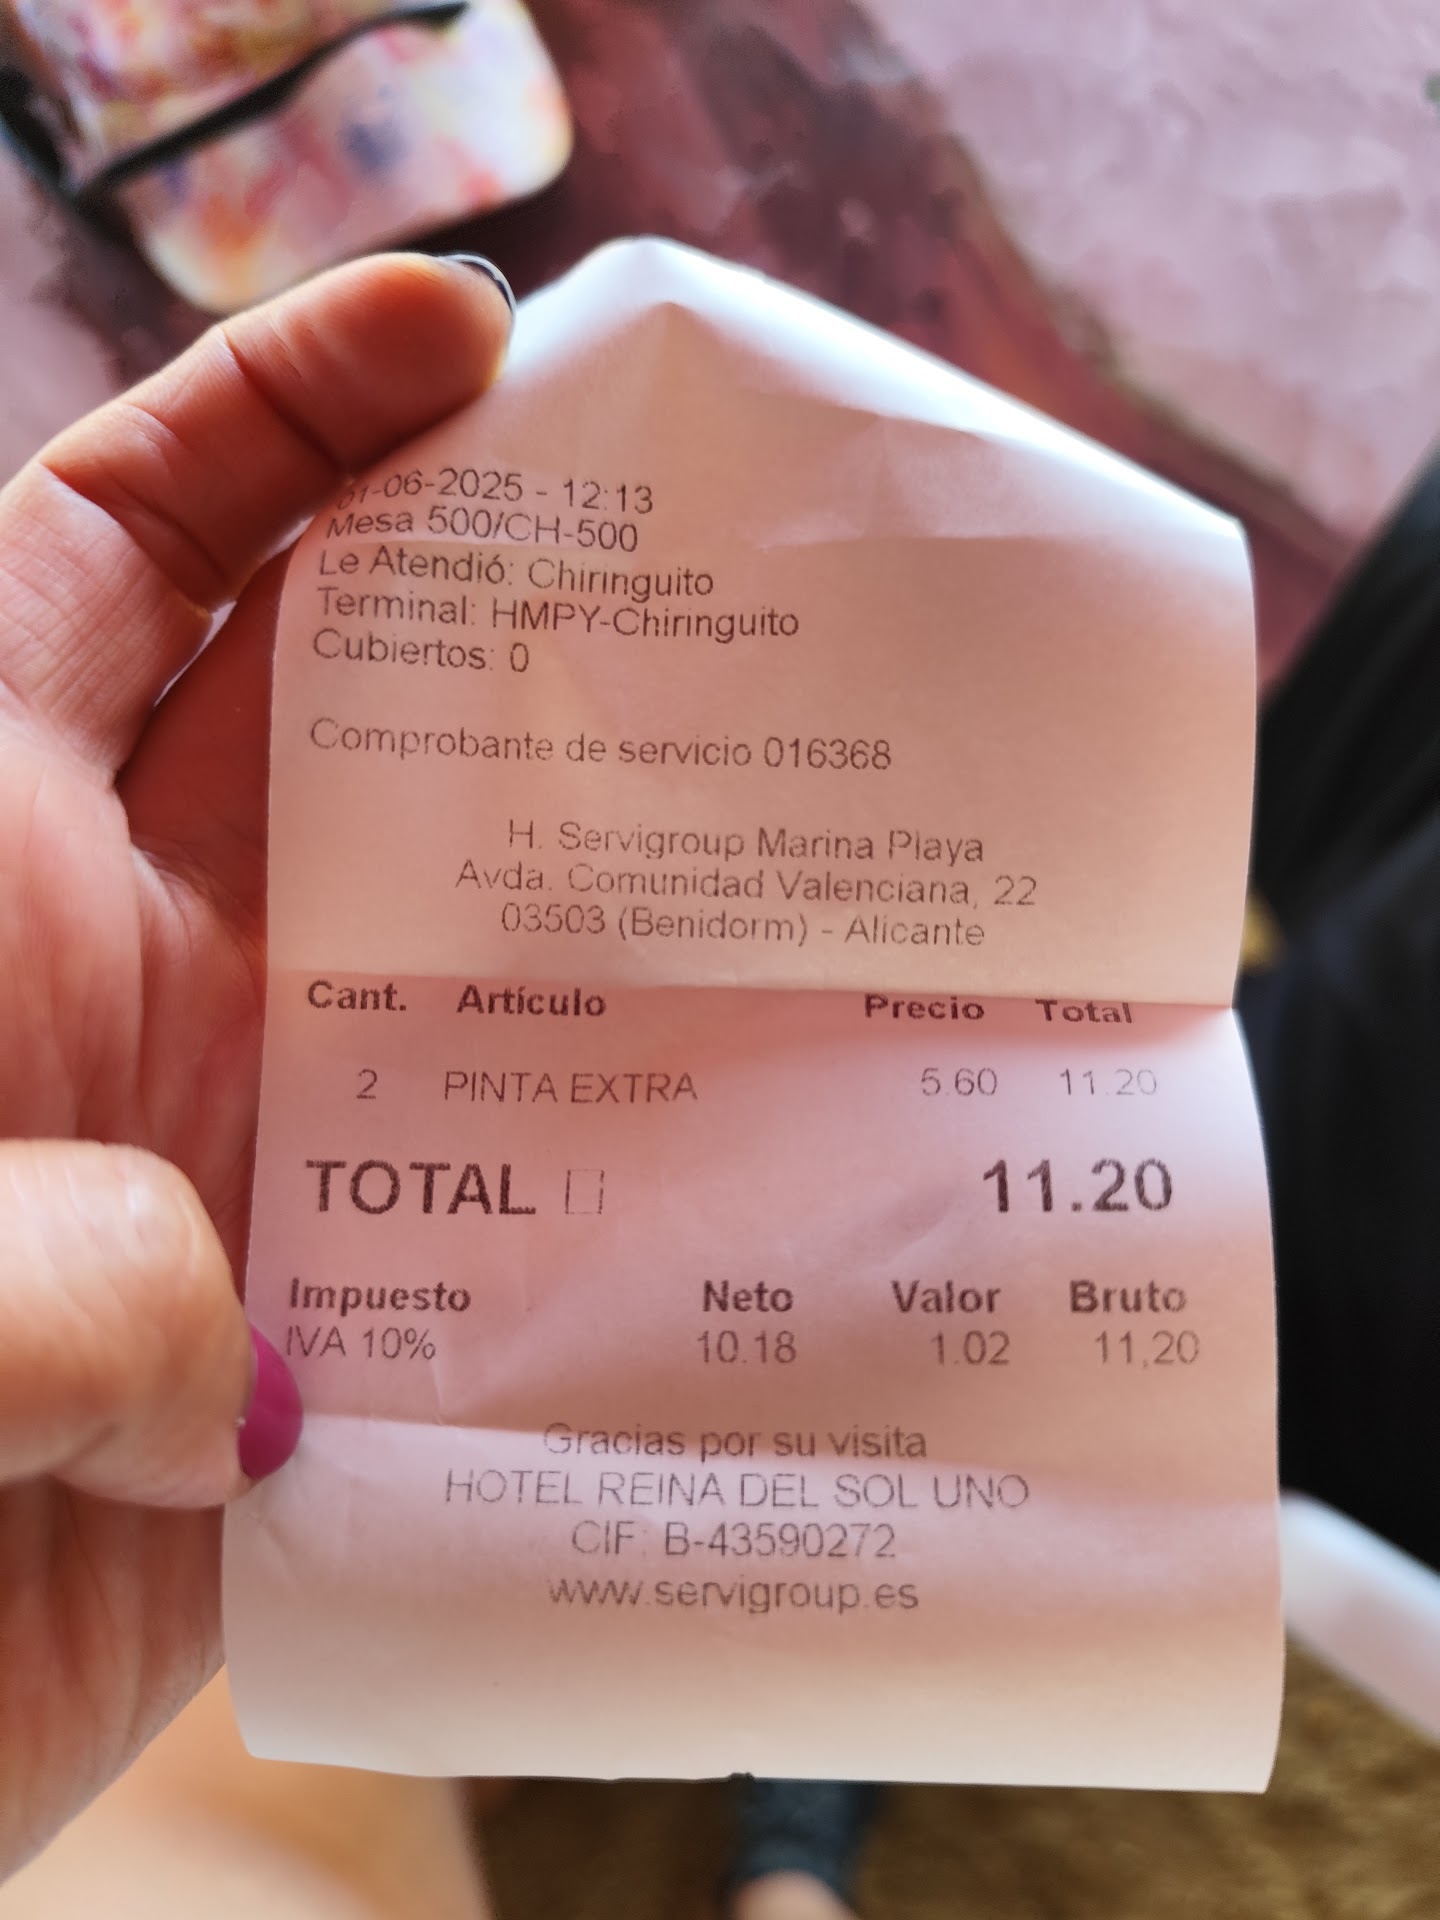 01-06-2025 - 12:13
Mesa 500/CH-500
Le Atendió: Chiringuito
Terminal: HMPY-Chiringuito
Cubiertos: 0
Comprobante de servicio 016368
H. Servigroup Marina Playa
Avda. Comunidad Valenciana, 22
03503 (Benidorm) - Alicante
Cant. Artículo Precio Total
2 PINTA EXTRA 5.60 11.20
TOTAL □ 11.20
Impuesto Neto Valor Bruto
IVA 10% 10.18 1.02 11,20
Gracias por su visita
HOTEL REINA DEL SOL UNO
CIF: B-43590272
www.servigroup.es